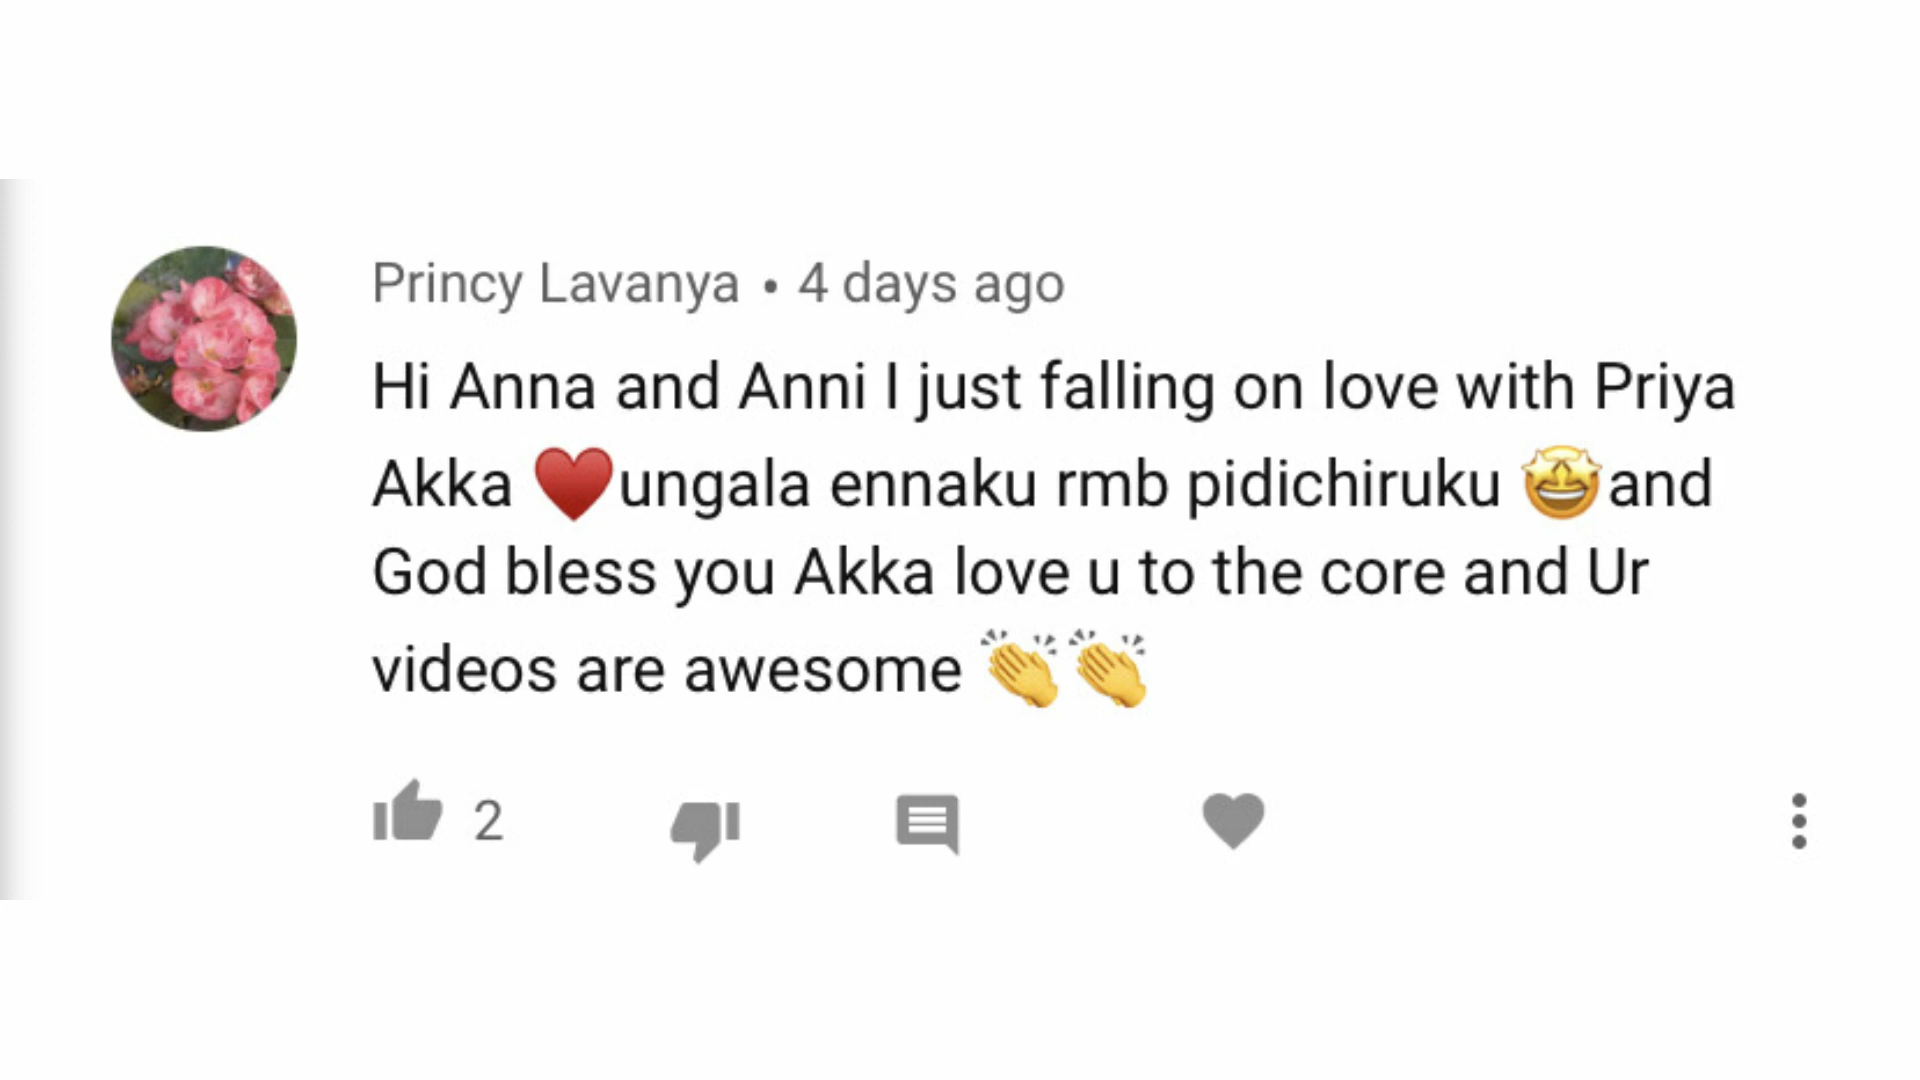 Princy Lavanya • 4 days ago
Hi Anna and Anni I just falling on love with Priya
Akka ♥️ungala ennaku rmb pidichiruku 🤩and
God bless you Akka love u to the core and Ur
videos are awesome 👏👏
2